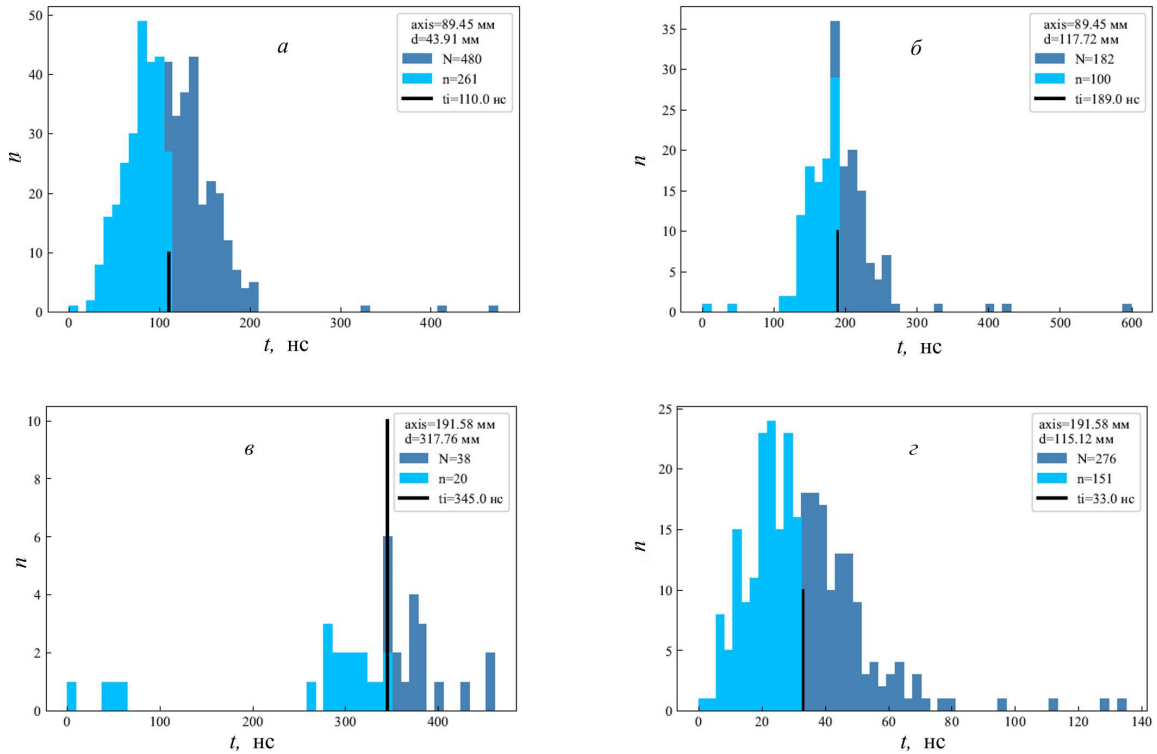 а
axis=89.45 мм
d=43.91 мм
N=480
n=261
ti=110.0 нс
50
40
30
20
10
0
n
0 100 200 300 400
t, нс
б
axis=89.45 мм
d=117.72 мм
N=182
n=100
ti=189.0 нс
35
30
25
20
15
10
5
0
n
0 100 200 300 400 500 600
t, нс
в
axis=191.58 мм
d=317.76 мм
N=38
n=20
ti=345.0 нс
10
8
6
4
2
0
n
0 100 200 300 400
t, нс
г
axis=191.58 мм
d=115.12 мм
N=276
n=151
ti=33.0 нс
25
20
15
10
5
0
n
0 20 40 60 80 100 120 140
t, нс